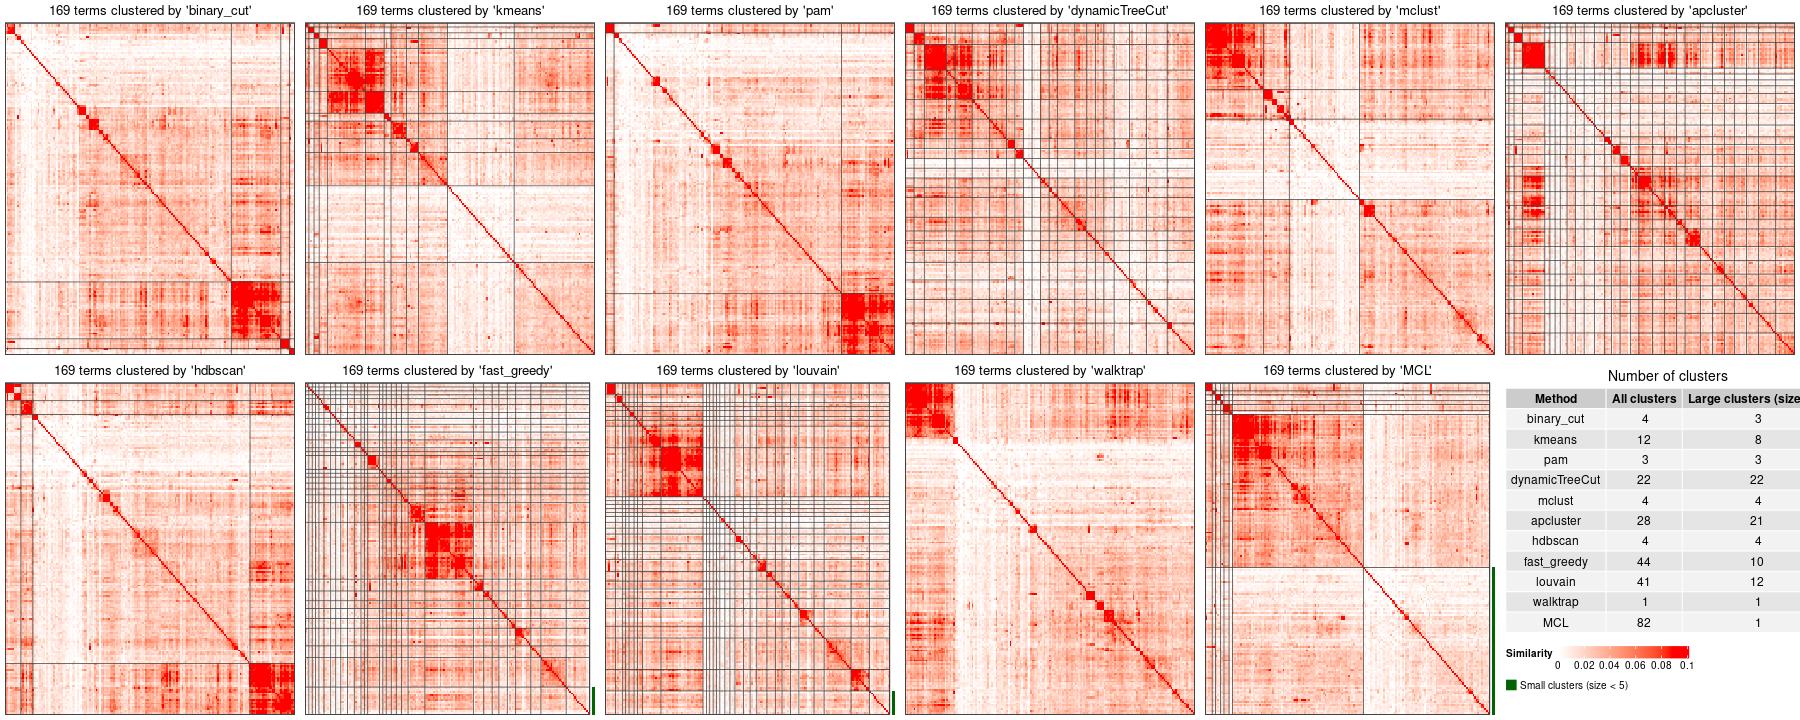 169 terms clustered by 'binary_cut'
169 terms clustered by 'kmeans'
169 terms clustered by 'pam'
169 terms clustered by 'dynamicTreeCut'
169 terms clustered by 'mclust'
169 terms clustered by 'apcluster'
169 terms clustered by 'hdbscan'
169 terms clustered by 'fast_greedy'
169 terms clustered by 'louvain'
169 terms clustered by 'walktrap'
169 terms clustered by 'MCL'
Number of clusters
Method All clusters Large clusters (size
binary_cut 4 3
kmeans 12 8
pam 3 3
dynamicTreeCut 22 22
mclust 4 4
apcluster 28 21
hdbscan 4 4
fast_greedy 44 10
louvain 41 12
walktrap 1 1
MCL 82 1
Similarity
0 0.02 0.04 0.06 0.08 0.1
Small clusters (size < 5)